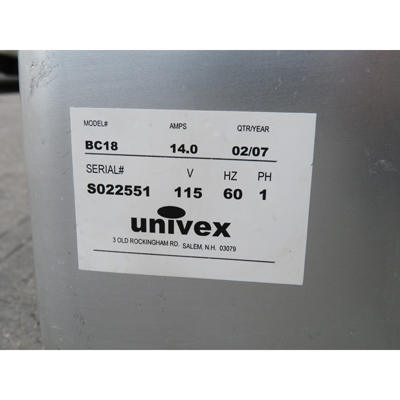 MODEL# AMPS QTR/YEAR
BC18 14.0 02/07
SERIAL# V HZ PH
S022551 115 60 1
univex
3 OLD ROCKINGHAM RD. SALEM, N.H. 03079